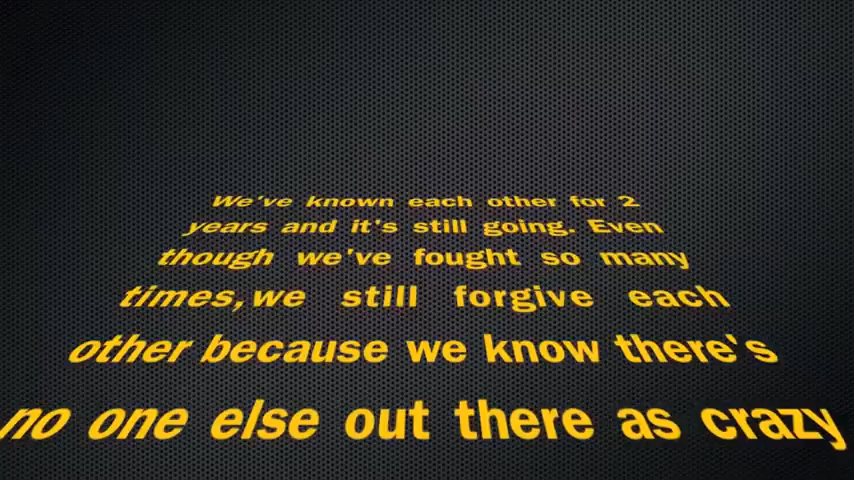 We've known each other for 2
years and it's still going. Even
though we've fought so many
times, we still forgive each
other because we know there's
no one else out there as crazy